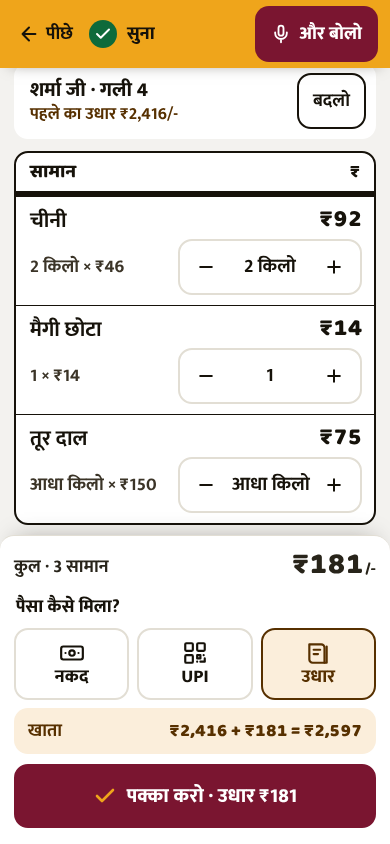 पीछे
सुना
और बोलो
शर्मा जी · गली 4
पहले का उधार ₹2,416/-
बदलो
सामान ₹
चीनी ₹92
2 किलो × ₹46 − 2 किलो +
मैगी छोटा ₹14
1 × ₹14 − 1 +
तूर दाल ₹75
आधा किलो × ₹150 − आधा किलो +
कुल · 3 सामान ₹181/-
पैसा कैसे मिला?
नकद
UPI
उधार
खाता ₹2,416 + ₹181 = ₹2,597
पक्का करो · उधार ₹181